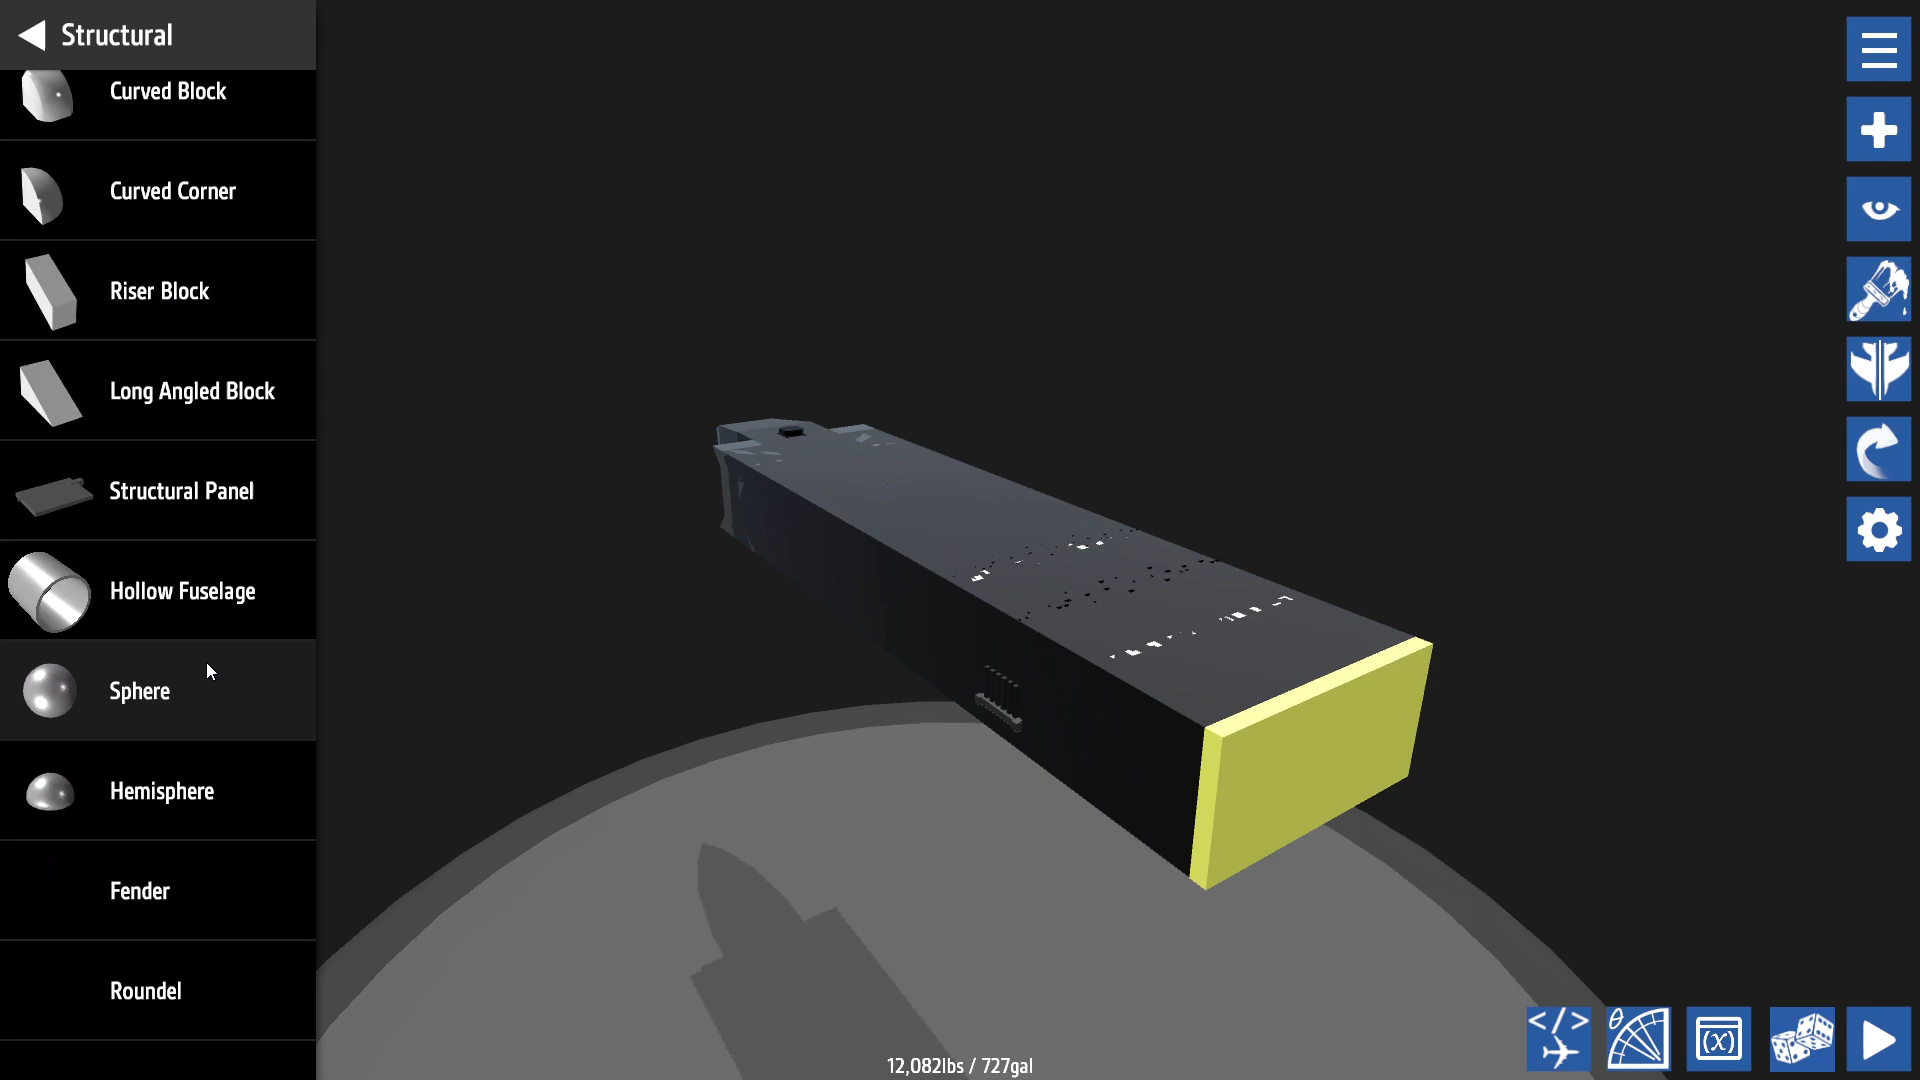 Structural
Curved Block
Curved Corner
Riser Block
Long Angled Block
Structural Panel
Hollow Fuselage
Sphere
Hemisphere
Fender
Roundel
</>
θ
(x)
12,082lbs / 727gal